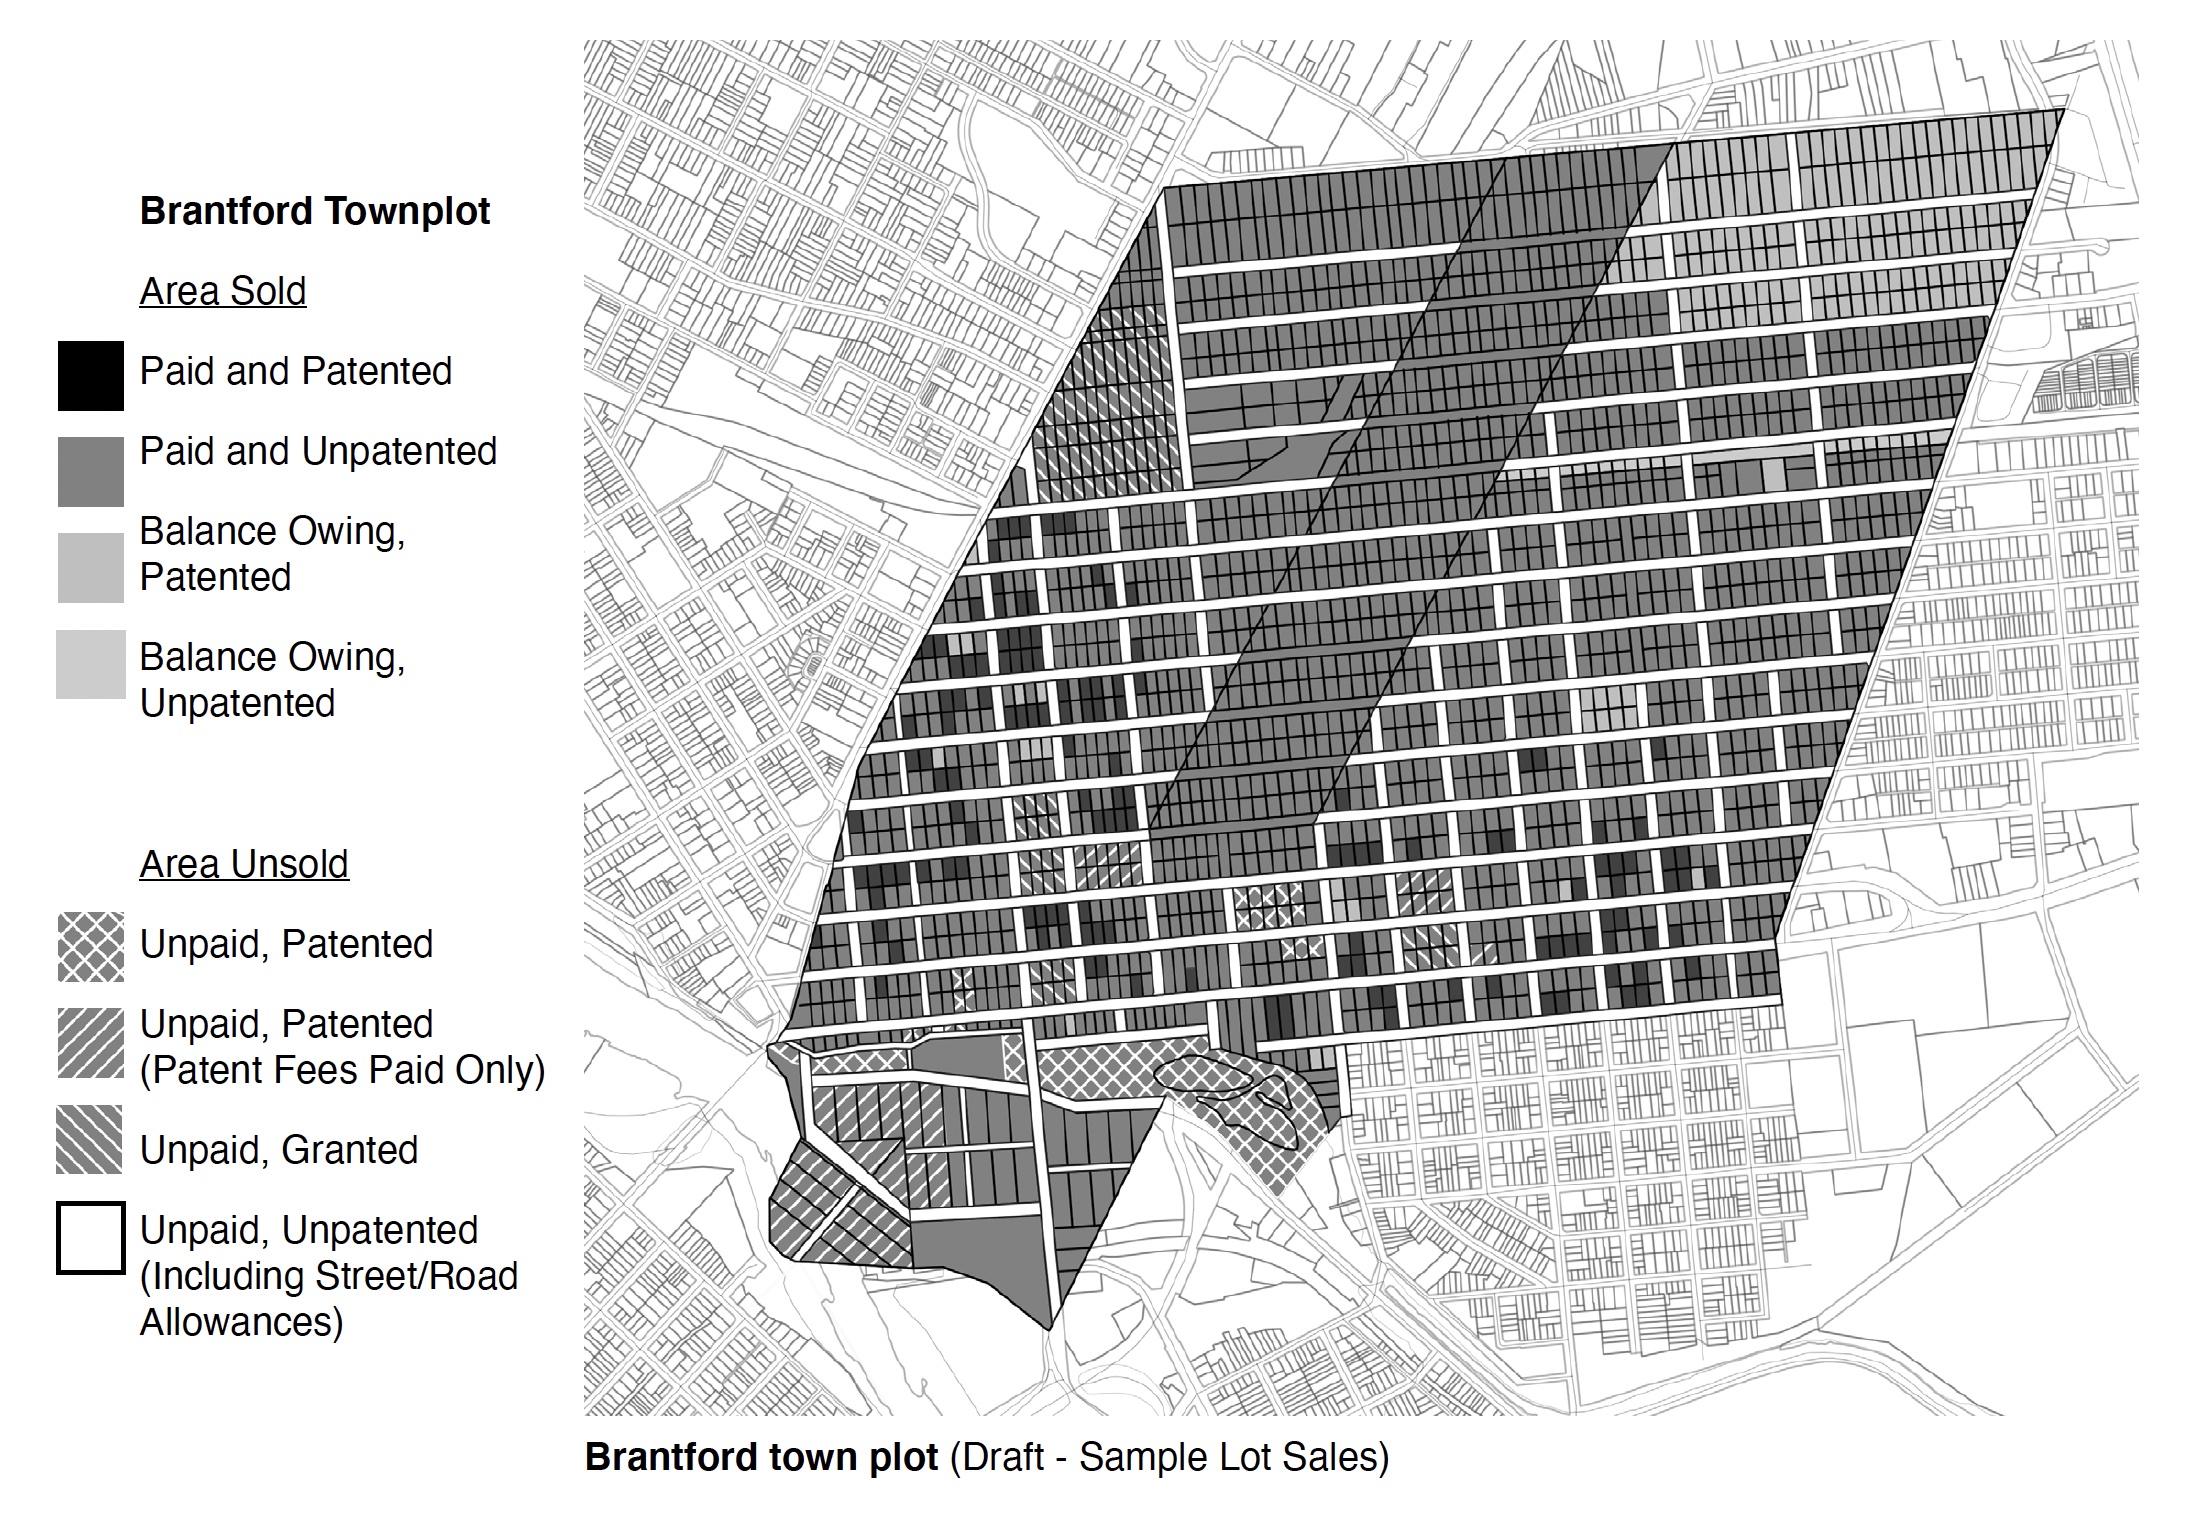 Brantford Townplot
Area Sold
Paid and Patented
Paid and Unpatented
Balance Owing,
Patented
Balance Owing,
Unpatented
Area Unsold
Unpaid, Patented
Unpaid, Patented
(Patent Fees Paid Only)
Unpaid, Granted
Unpaid, Unpatented
(Including Street/Road
Allowances)
Brantford town plot (Draft - Sample Lot Sales)